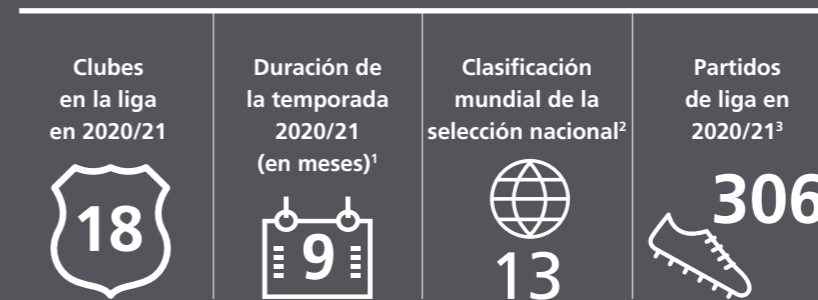 Clubes
en la liga
en 2020/21
18
Duración de
la temporada
2020/21
(en meses)¹
9
Clasificación
mundial de la
selección nacional²
13
Partidos
de liga en
2020/21³
306